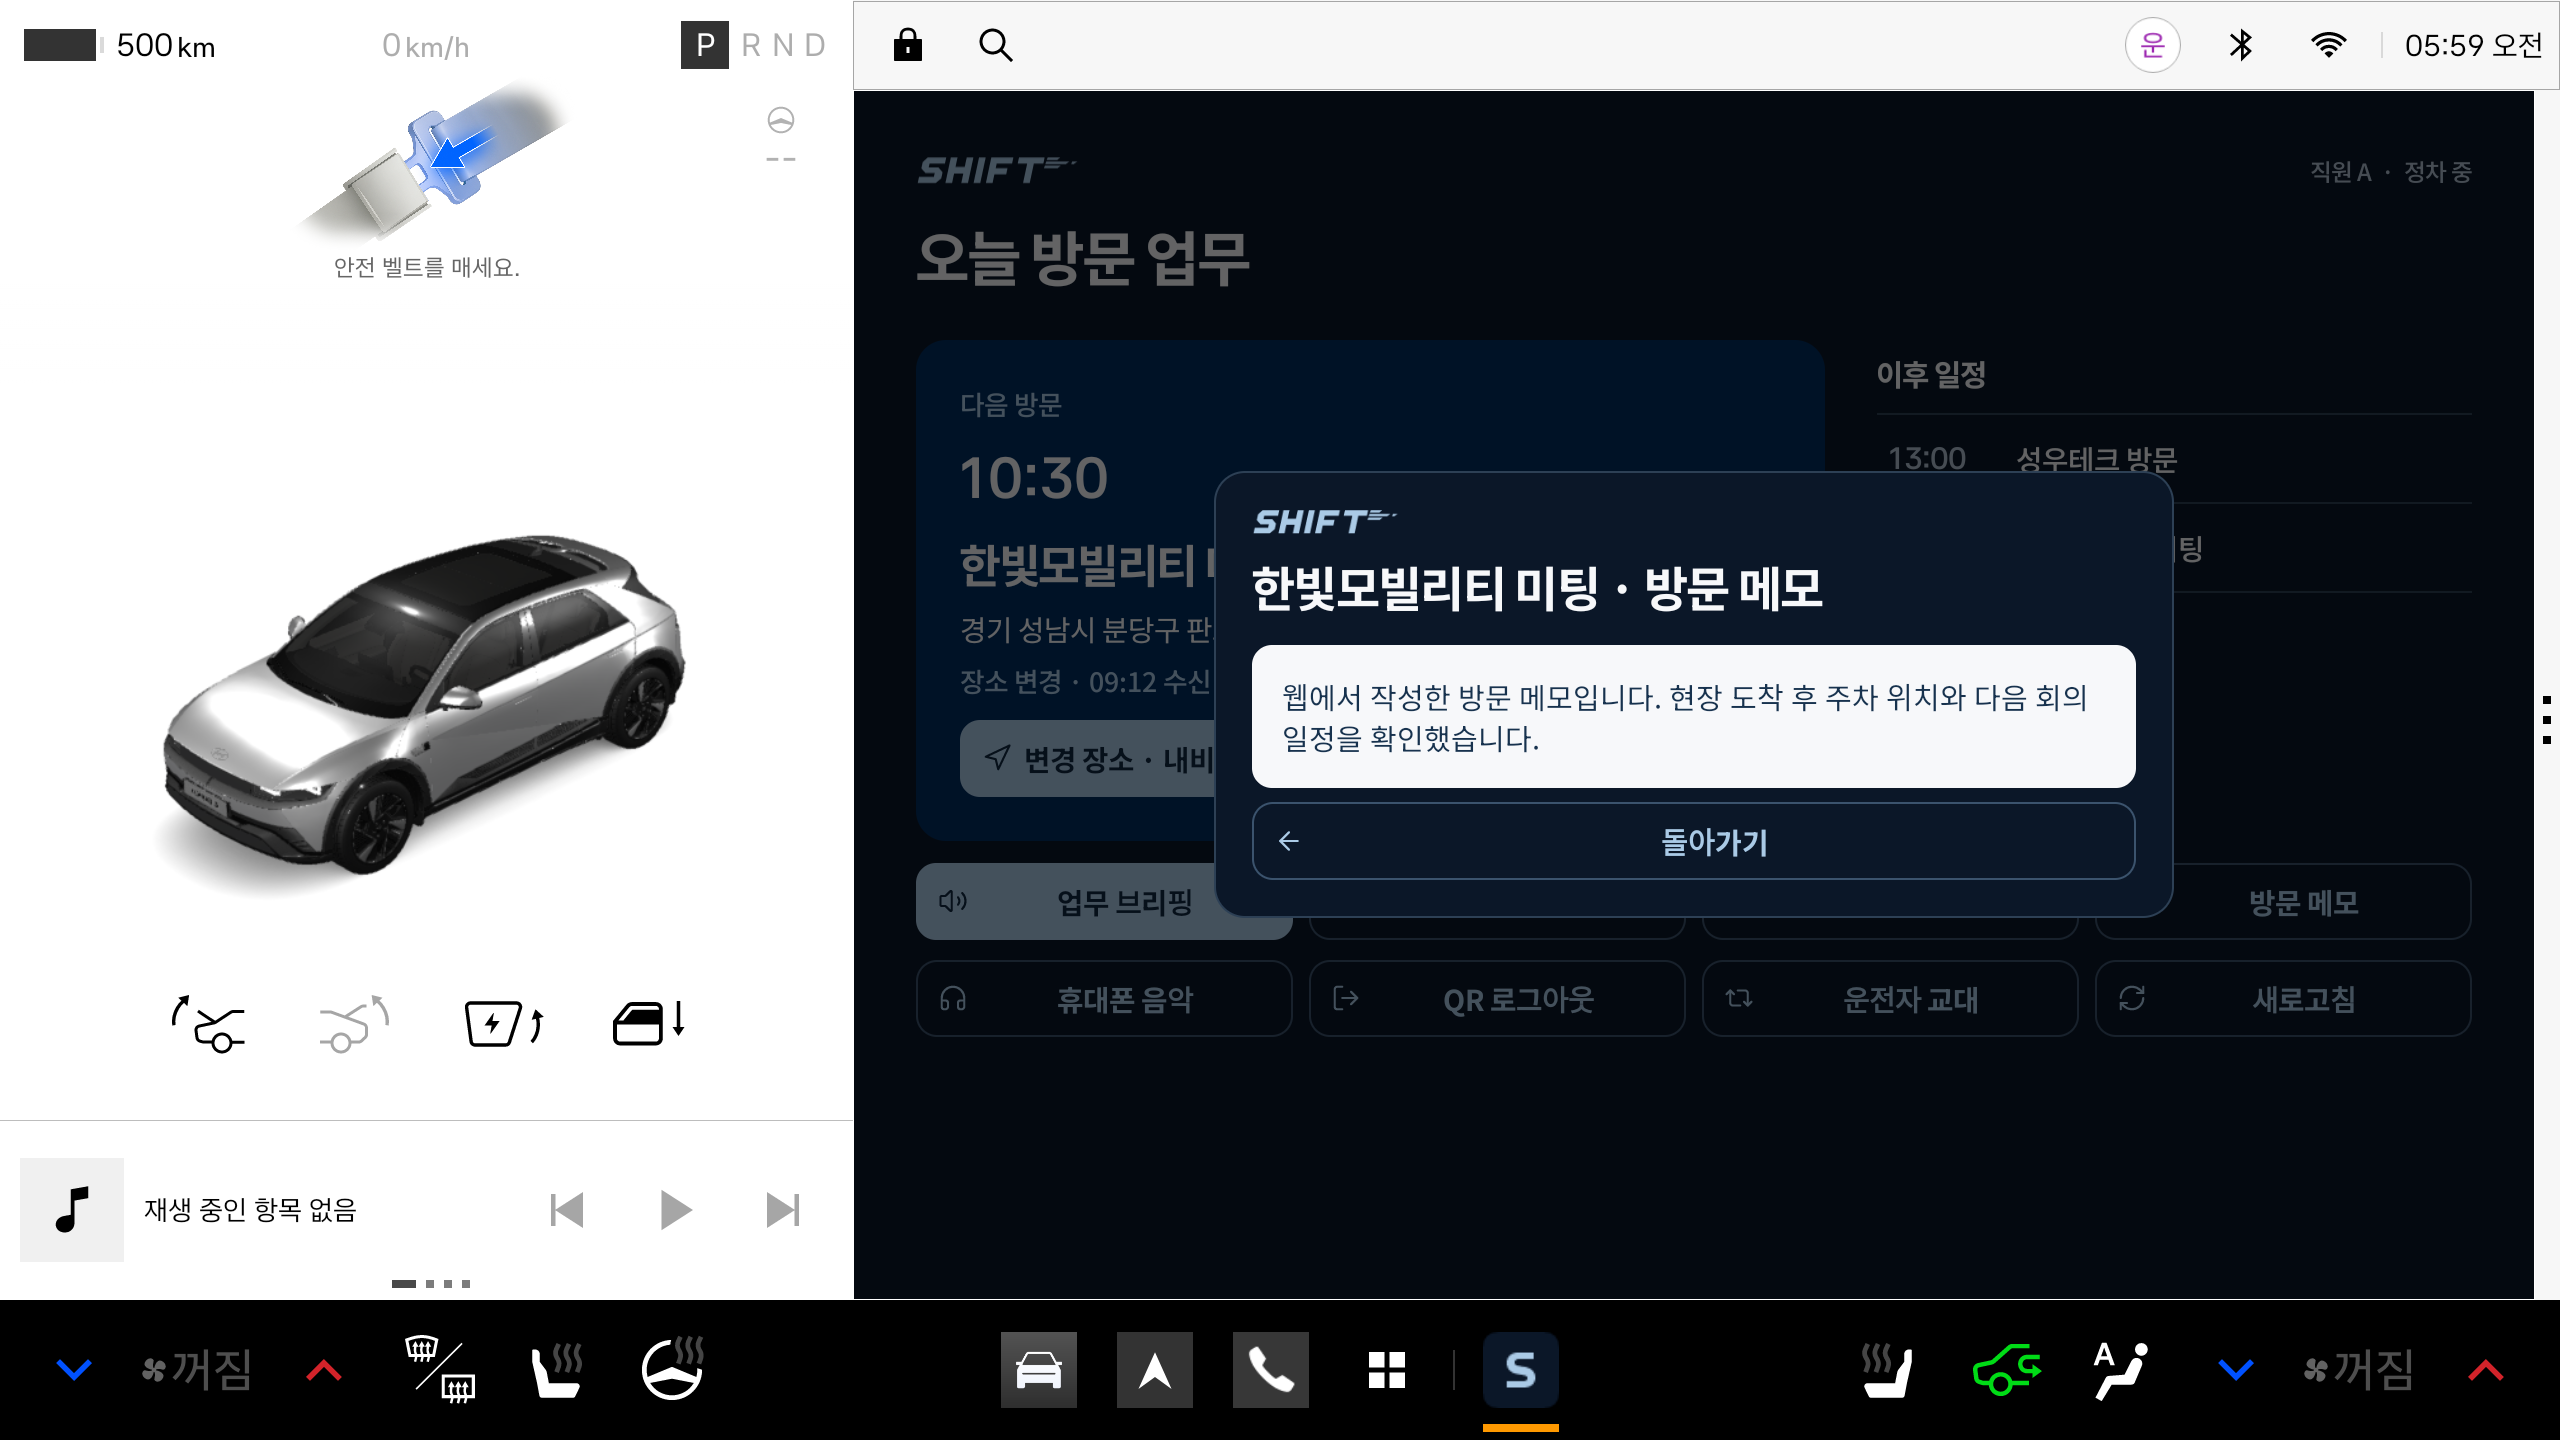 500 km
0 km/h
P R N D
운
05:59 오전
안전 벨트를 매세요.
재생 중인 항목 없음
SHIFT
직원 A · 정차 중
오늘 방문 업무
다음 방문
10:30
한빛모빌리티
경기 성남시 분당구
장소 변경 · 09:12 수신
변경 장소 · 내비
이후 일정
13:00 성우테크 방문
팅
SHIFT
한빛모빌리티 미팅 · 방문 메모
웹에서 작성한 방문 메모입니다. 현장 도착 후 주차 위치와 다음 회의
일정을 확인했습니다.
돌아가기
업무 브리핑
방문 메모
휴대폰 음악
QR 로그아웃
운전자 교대
새로고침
꺼짐
S
A
꺼짐